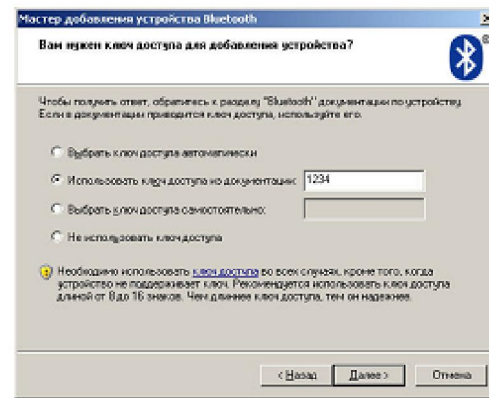 Мастер добавления устройства Bluetooth
Вам нужен ключ доступа для добавления устройства?
Чтобы получить ответ, обратитесь к разделу "Bluetooth" документации по устройству.
Если в документации приводится ключ доступа, используйте его.
Выбрать ключ доступа автоматически
Использовать ключ доступа из документации: 1234
Выбрать ключ доступа самостоятельно:
Не использовать ключ доступа
Необходимо использовать ключ доступа во всех случаях, кроме того, когда
устройство не поддерживает ключ. Рекомендуется использовать ключ доступа
длиной от 8 до 16 знаков. Чем длиннее ключ доступа, тем он надежнее.
< Назад Далее > Отмена